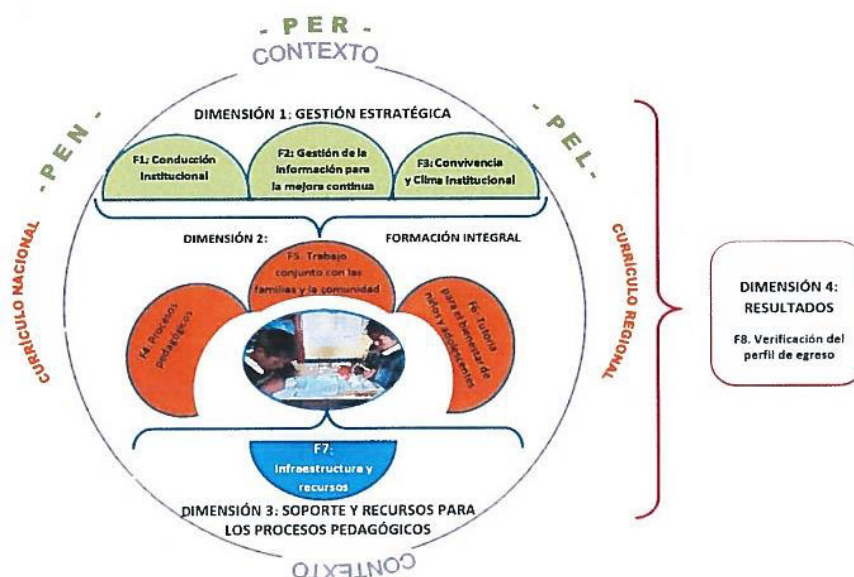 - PER -
CONTEXTO
- PEN -
- PEL -
DIMENSIÓN 1: GESTIÓN ESTRATÉGICA
F1: Conducción
Institucional
F2: Gestión de la
información para
la mejora continua
F3: Convivencia
y Clima Institucional
CURRÍCULO NACIONAL
CURRÍCULO REGIONAL
DIMENSIÓN 2:
FORMACIÓN INTEGRAL
F5. Trabajo
conjunto con las
familias y la comunidad
F4. Procesos
pedagógicos
F6: Tutoría
para el bienestar de
niños y adolescentes
F7:
Infraestructura y
recursos
DIMENSIÓN 3: SOPORTE Y RECURSOS PARA
LOS PROCESOS PEDAGÓGICOS
CONTEXTO
DIMENSIÓN 4:
RESULTADOS
F8. Verificación del
perfil de egreso